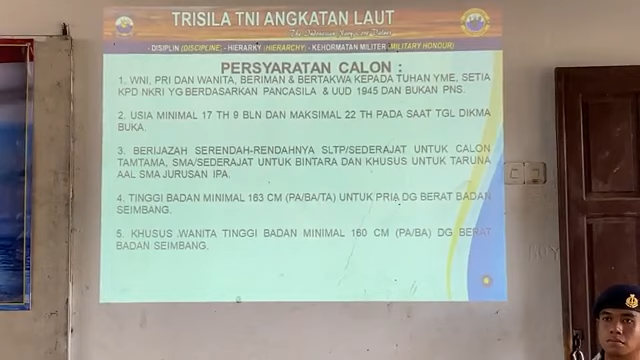 TRISILA TNI ANGKATAN LAUT
The Indonesian Navy Core Values
- DISIPLIN (DISCIPLINE) - HIERARKY (HIERARCHY) - KEHORMATAN MILITER (MILITARY HONOUR)
PERSYARATAN CALON :
1. WNI, PRI DAN WANITA, BERIMAN & BERTAKWA KEPADA TUHAN YME, SETIA
KPD NKRI YG BERDASARKAN PANCASILA & UUD 1945 DAN BUKAN PNS.
2. USIA MINIMAL 17 TH 9 BLN DAN MAKSIMAL 22 TH PADA SAAT TGL DIKMA
BUKA.
3. BERIJAZAH SERENDAH-RENDAHNYA SLTP/SEDERAJAT UNTUK CALON
TAMTAMA, SMA/SEDERAJAT UNTUK BINTARA DAN KHUSUS UNTUK TARUNA
AAL SMA JURUSAN IPA.
4. TINGGI BADAN MINIMAL 163 CM (PA/BA/TA) UNTUK PRIA DG BERAT BADAN
SEIMBANG.
5. KHUSUS WANITA TINGGI BADAN MINIMAL 160 CM (PA/BA) DG BERAT
BADAN SEIMBANG.